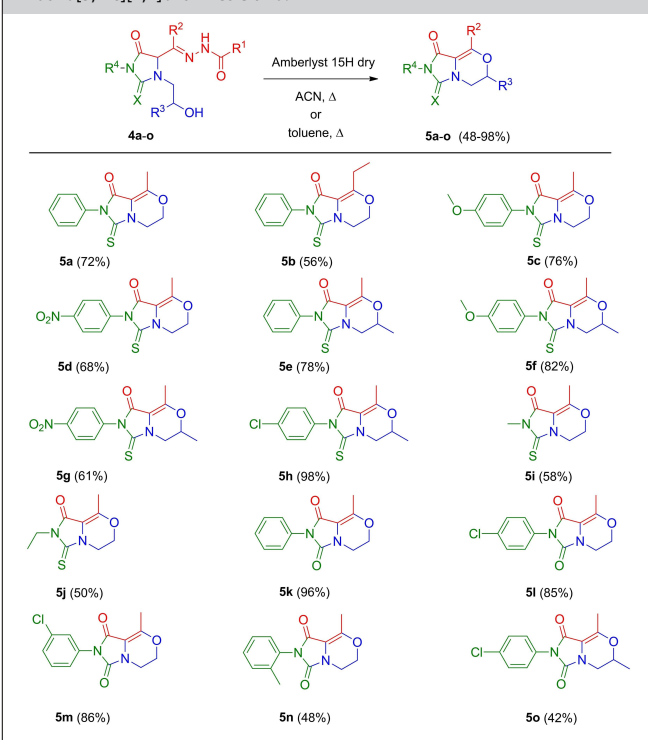 O R² R²
N NH R¹ O
R⁴-N O Amberlyst 15H dry R⁴-N O
N N R³
X ACN, Δ X
R³ OH or
4a-o toluene, Δ 5a-o (48-98%)
O O O
N N O N N O O N N O
S S S
5a (72%) 5b (56%) 5c (76%)
O O O
O₂N N N O N N O O N N O
S S S
5d (68%) 5e (78%) 5f (82%)
O O O
O₂N N N O Cl N N O N N O
S S S
5g (61%) 5h (98%) 5i (58%)
O O O
N N O N N O Cl N N O
S O O
5j (50%) 5k (96%) 5l (85%)
Cl O O O
N N O N N O Cl N N O
O O O
5m (86%) 5n (48%) 5o (42%)